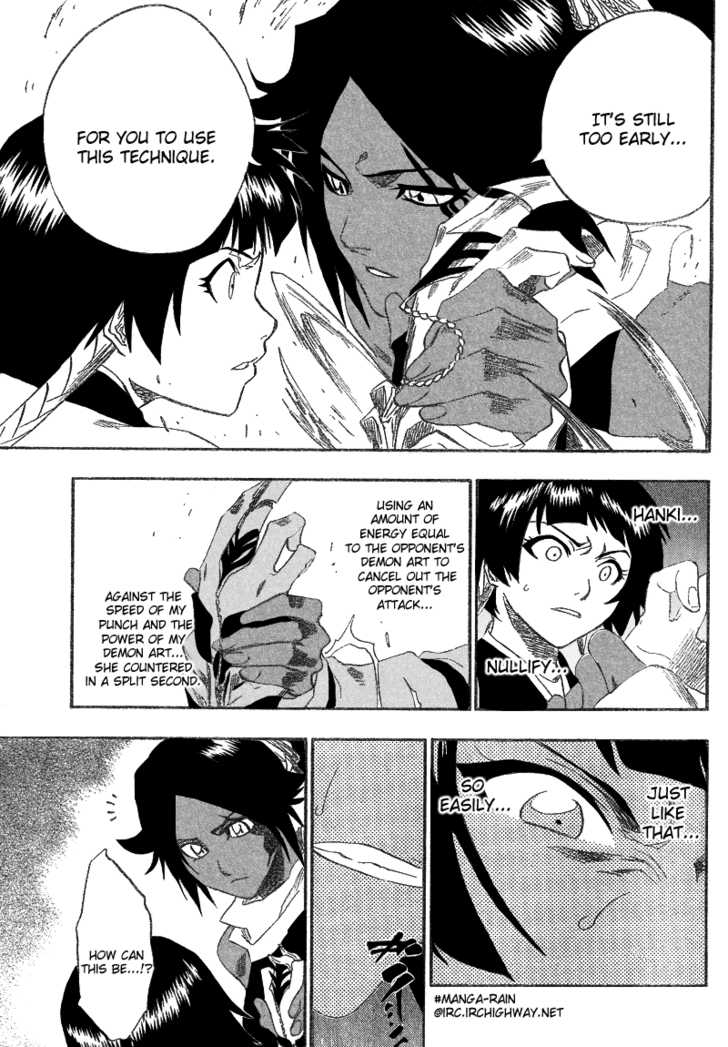 IT'S STILL
TOO EARLY...
FOR YOU TO USE
THIS TECHNIQUE.
HANKI...
NULLIFY...
USING AN
AMOUNT OF
ENERGY EQUAL
TO THE OPPONENT'S
DEMON ART TO
CANCEL OUT THE
OPPONENT'S
ATTACK...
AGAINST THE
SPEED OF MY
PUNCH AND THE
POWER OF MY
DEMON ART...
SHE COUNTERED
IN A SPLIT SECOND.
JUST
LIKE
THAT...
SO
EASILY...
HOW CAN
THIS BE...!?
#MANGA-RAIN
@IRC.IRCHIGHWAY.NET